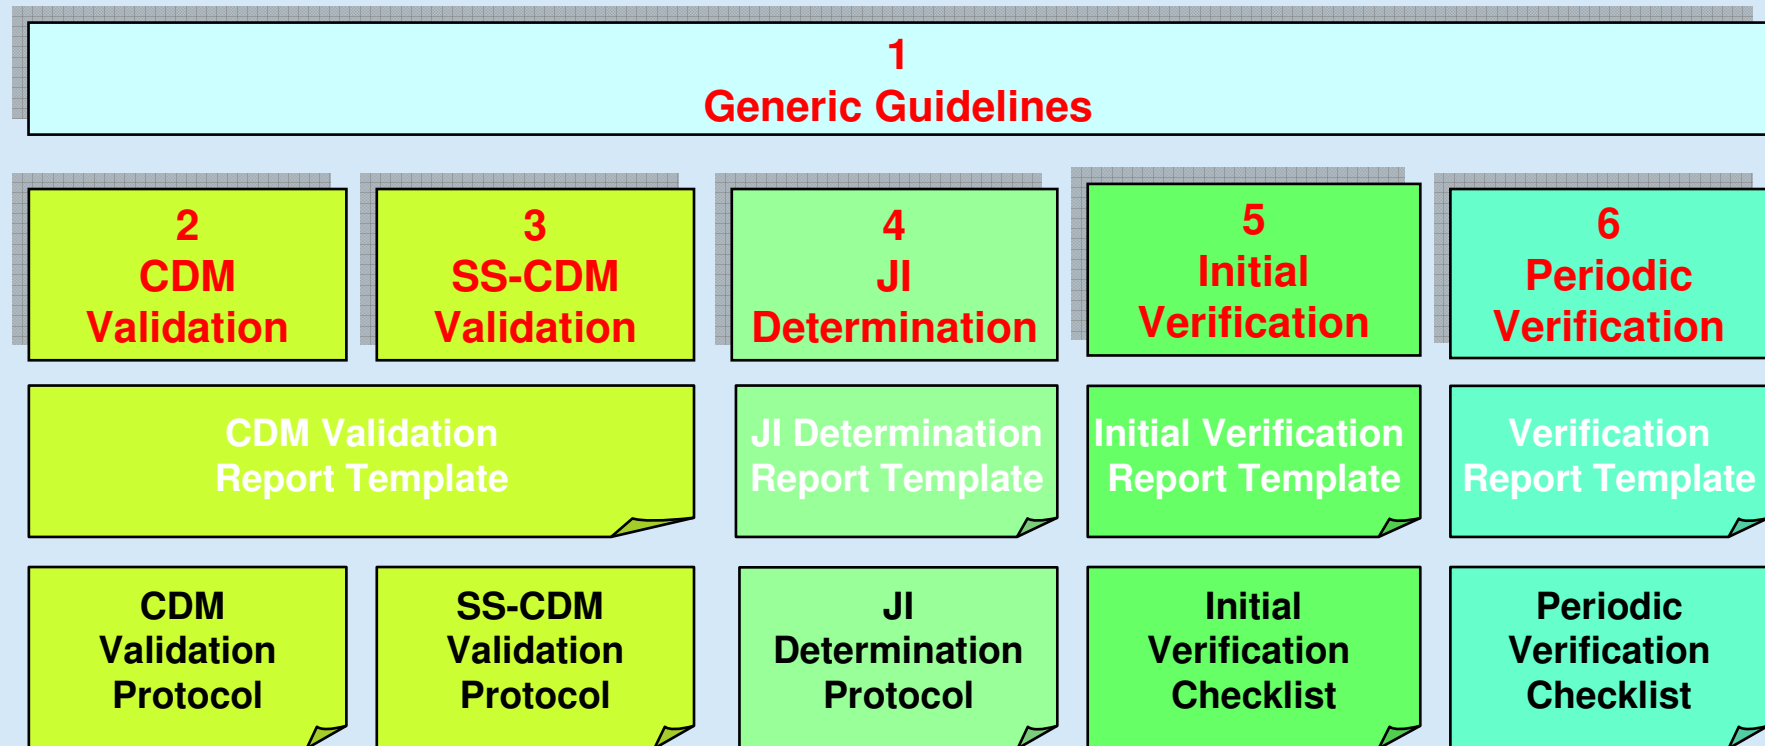 1
Generic Guidelines
2
CDM
Validation
3
SS-CDM
Validation
4
JI
Determination
5
Initial
Verification
6
Periodic
Verification
CDM Validation
Report Template
JI Determination
Report Template
Initial Verification
Report Template
Verification
Report Template
CDM
Validation
Protocol
SS-CDM
Validation
Protocol
JI
Determination
Protocol
Initial
Verification
Checklist
Periodic
Verification
Checklist